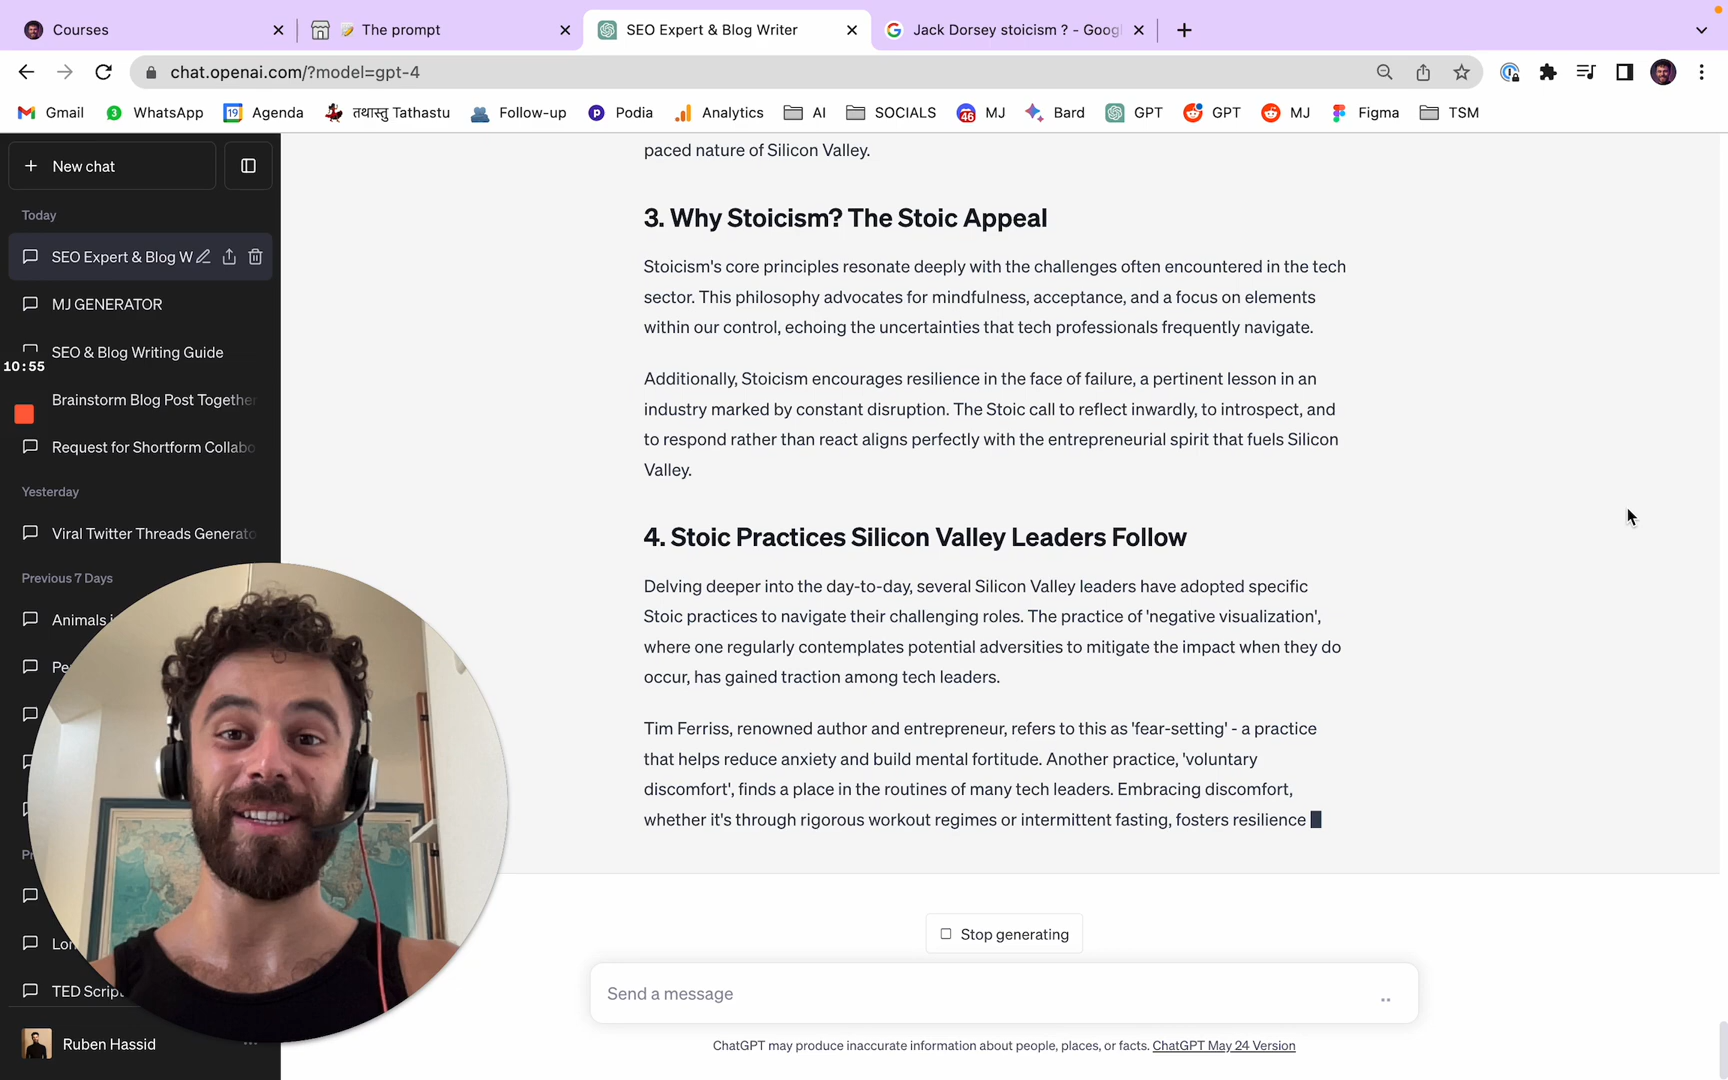 Courses
The prompt
SEO Expert & Blog Writer
Jack Dorsey stoicism ? - Goog
chat.openai.com/?model=gpt-4
Gmail
3
WhatsApp
19
Agenda
तथास्तु Tathastu
Follow-up
Podia
Analytics
AI
SOCIALS
46
MJ
Bard
GPT
GPT
MJ
Figma
TSM
New chat
Today
SEO Expert & Blog W
MJ GENERATOR
SEO & Blog Writing Guide
10:55
Brainstorm Blog Post Together
Request for Shortform Collabo
Yesterday
Viral Twitter Threads Generato
Previous 7 Days
Animals
Pe
Lon
TED Scrip
Ruben Hassid
paced nature of Silicon Valley.
3. Why Stoicism? The Stoic Appeal
Stoicism's core principles resonate deeply with the challenges often encountered in the tech
sector. This philosophy advocates for mindfulness, acceptance, and a focus on elements
within our control, echoing the uncertainties that tech professionals frequently navigate.
Additionally, Stoicism encourages resilience in the face of failure, a pertinent lesson in an
industry marked by constant disruption. The Stoic call to reflect inwardly, to introspect, and
to respond rather than react aligns perfectly with the entrepreneurial spirit that fuels Silicon
Valley.
4. Stoic Practices Silicon Valley Leaders Follow
Delving deeper into the day-to-day, several Silicon Valley leaders have adopted specific
Stoic practices to navigate their challenging roles. The practice of 'negative visualization',
where one regularly contemplates potential adversities to mitigate the impact when they do
occur, has gained traction among tech leaders.
Tim Ferriss, renowned author and entrepreneur, refers to this as 'fear-setting' - a practice
that helps reduce anxiety and build mental fortitude. Another practice, 'voluntary
discomfort', finds a place in the routines of many tech leaders. Embracing discomfort,
whether it's through rigorous workout regimes or intermittent fasting, fosters resilience
Stop generating
Send a message
ChatGPT may produce inaccurate information about people, places, or facts. ChatGPT May 24 Version